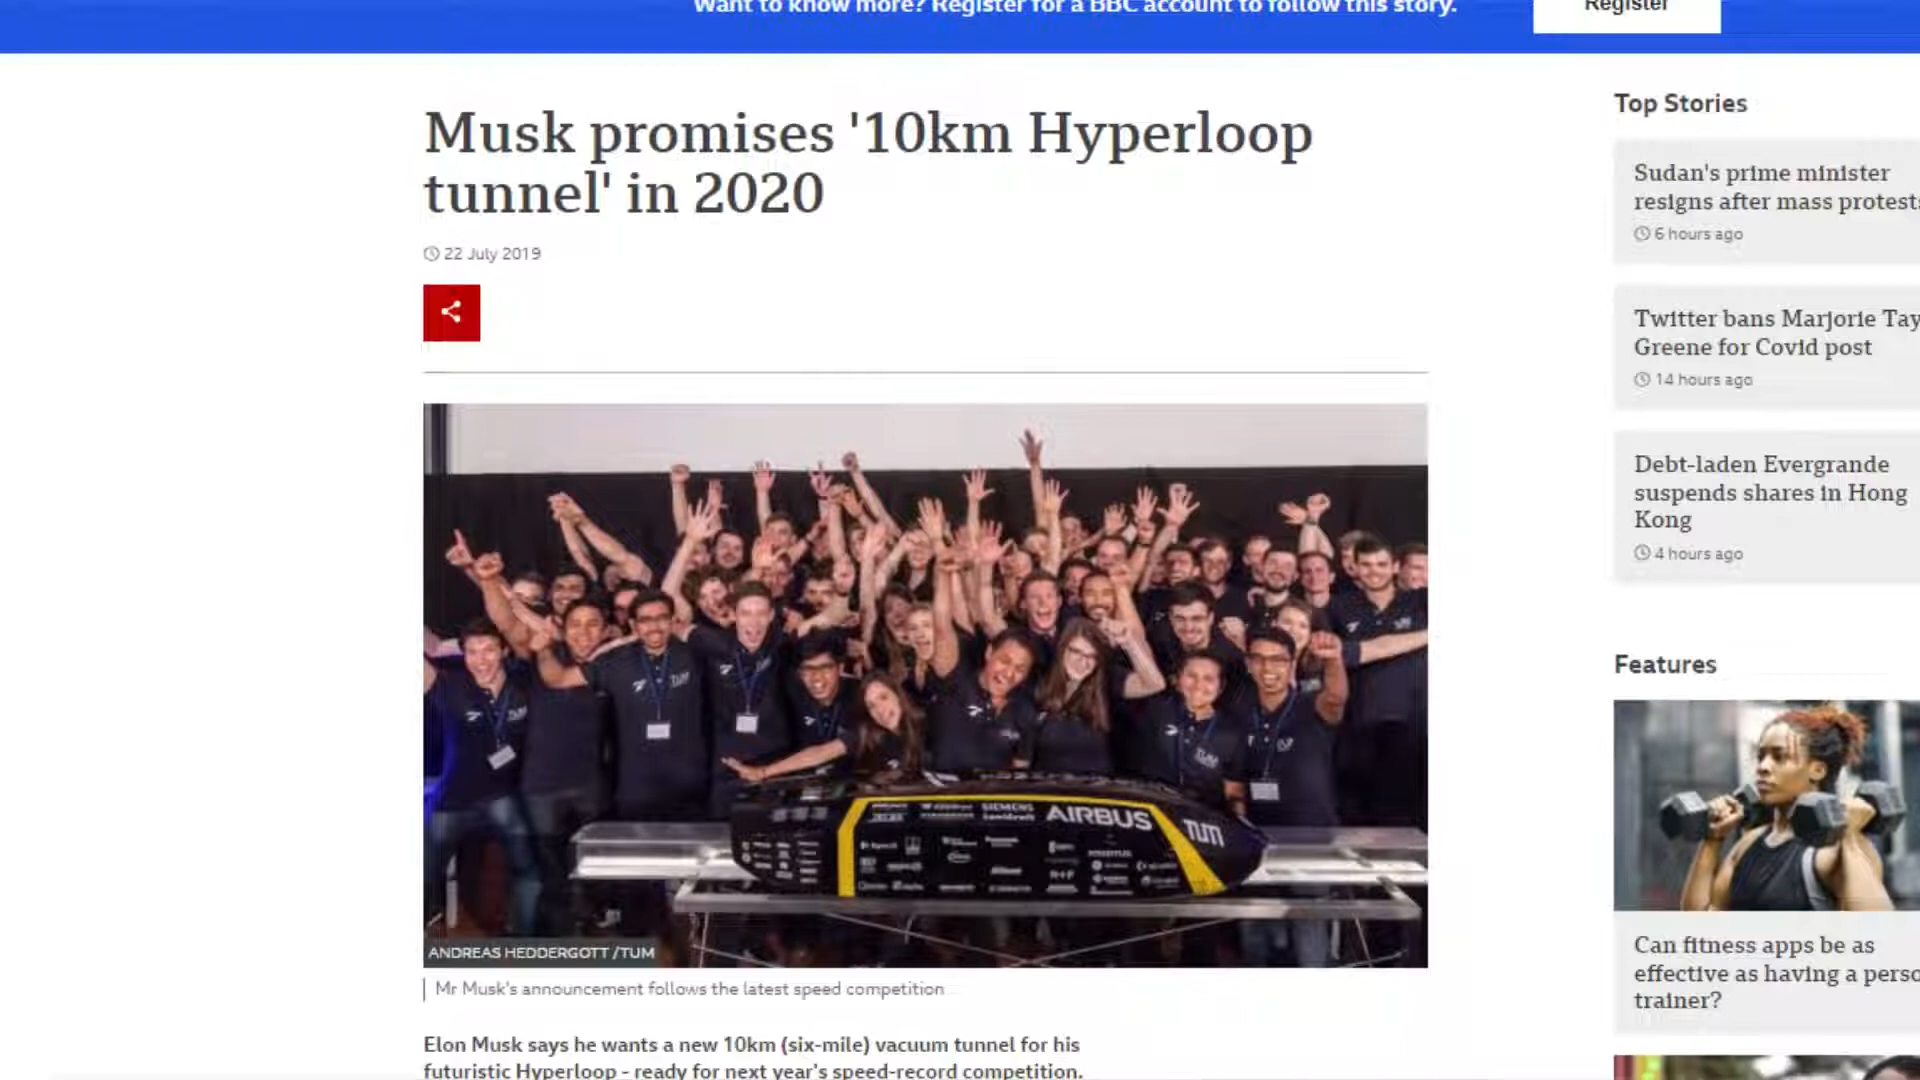 Want to know more? Register for a BBC account to follow this story.
Register
Musk promises '10km Hyperloop
tunnel' in 2020
22 July 2019
SIEMENS
AIRBUS
TUM
ANDREAS HEDDERGOTT /TUM
Mr Musk's announcement follows the latest speed competition
Elon Musk says he wants a new 10km (six-mile) vacuum tunnel for his
futuristic Hyperloop - ready for next year's speed-record competition.
Top Stories
Sudan's prime minister
resigns after mass protests
6 hours ago
Twitter bans Marjorie Tay
Greene for Covid post
14 hours ago
Debt-laden Evergrande
suspends shares in Hong
Kong
4 hours ago
Features
Can fitness apps be as
effective as having a perso
trainer?